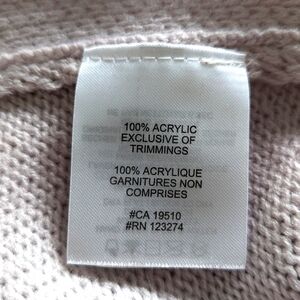 100% ACRYLIC
EXCLUSIVE OF
TRIMMINGS
100% ACRYLIQUE
GARNITURES NON
COMPRISES
#CA 19510
#RN 123274